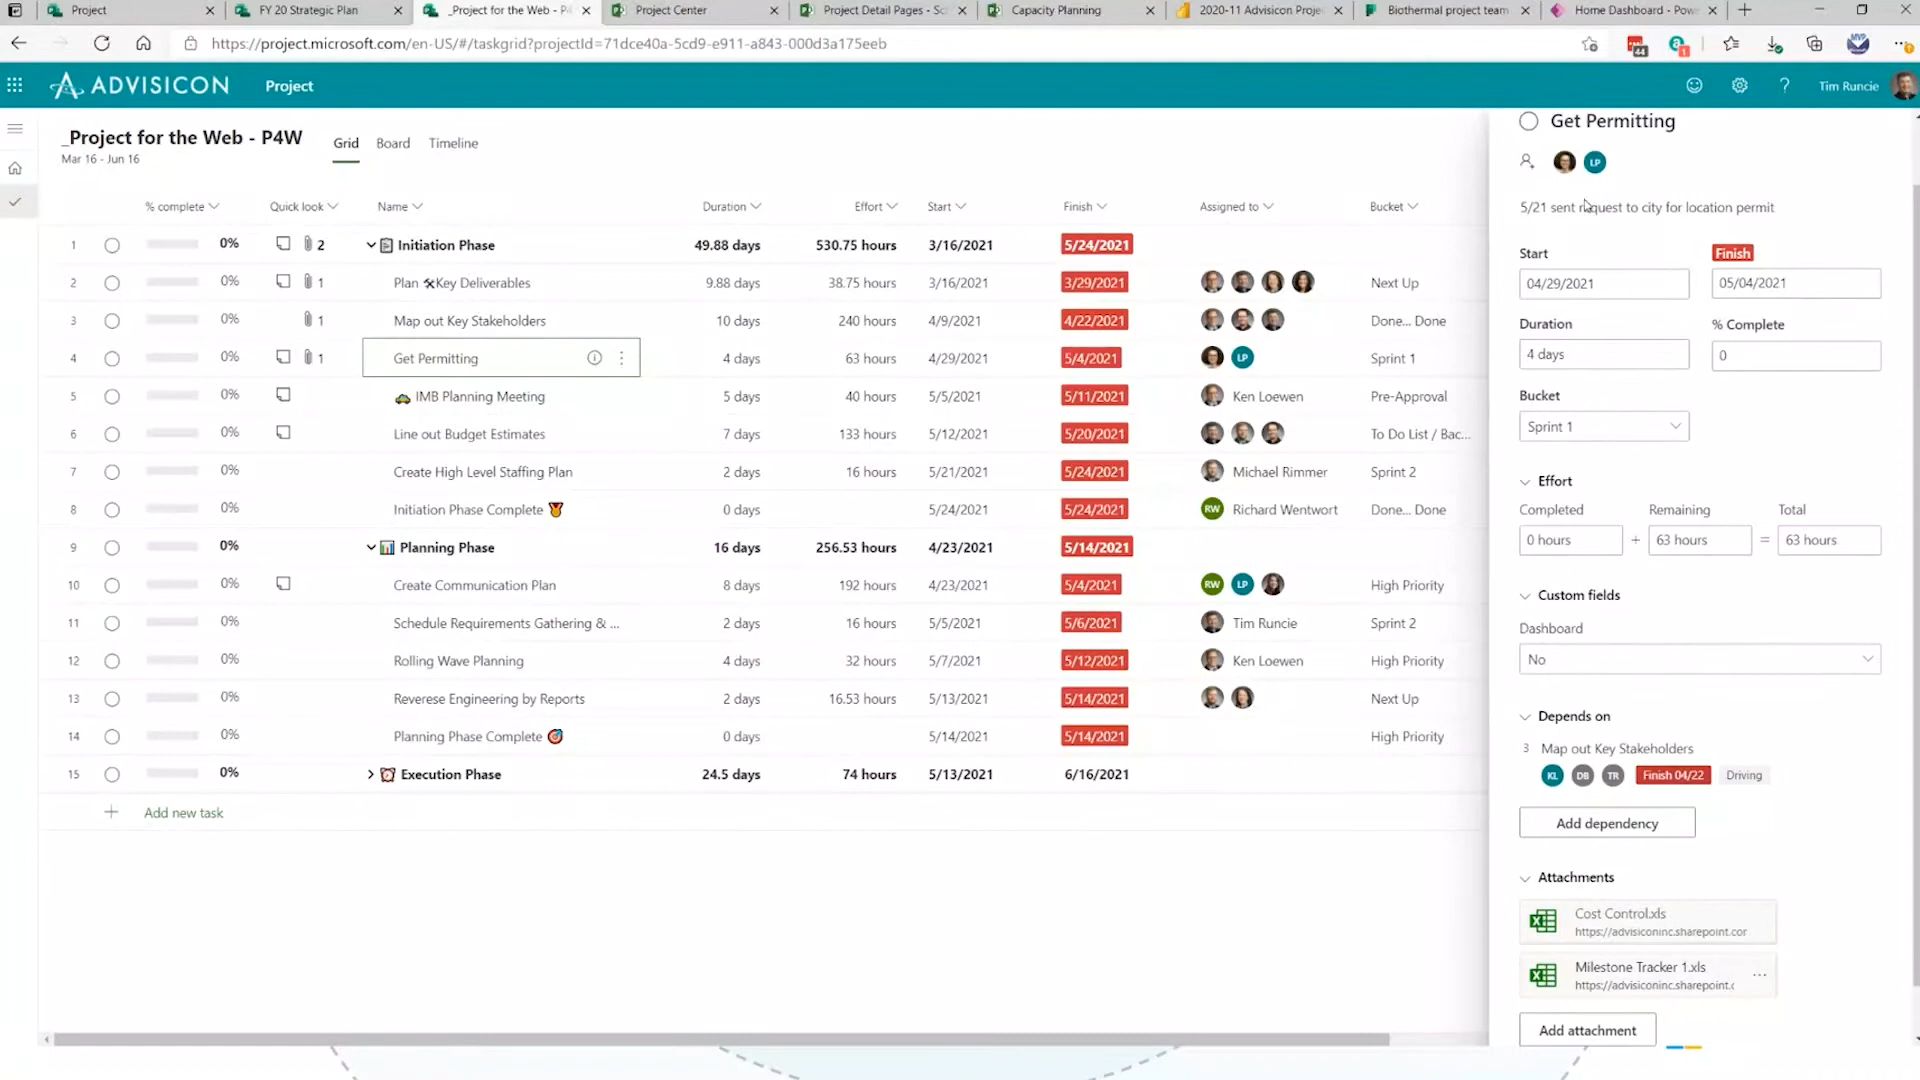 Project
FY 20 Strategic Plan
_Project for the Web - P4
Project Center
Project Detail Pages - Sc
Capacity Planning
2020-11 Advisicon Proje
Biothermal project team
Home Dashboard - Pow
https://project.microsoft.com/en-US/#/taskgrid?projectId=71dce40a-5cd9-e911-a843-000d3a175eeb
44
1
MVP
ADVISICON
Project
?
Tim Runcie
_Project for the Web - P4W
Mar 16 - Jun 16
Grid
Board
Timeline
% complete Quick look Name Duration Effort Start Finish Assigned to Bucket
1 0% 2 Initiation Phase 49.88 days 530.75 hours 3/16/2021 5/24/2021
2 0% 1 Plan Key Deliverables 9.88 days 38.75 hours 3/16/2021 3/29/2021 Next Up
3 0% 1 Map out Key Stakeholders 10 days 240 hours 4/9/2021 4/22/2021 Done... Done
4 0% 1 Get Permitting 4 days 63 hours 4/29/2021 5/4/2021 LP Sprint 1
5 0% IMB Planning Meeting 5 days 40 hours 5/5/2021 5/11/2021 Ken Loewen Pre-Approval
6 0% Line out Budget Estimates 7 days 133 hours 5/12/2021 5/20/2021 To Do List / Bac...
7 0% Create High Level Staffing Plan 2 days 16 hours 5/21/2021 5/24/2021 Michael Rimmer Sprint 2
8 0% Initiation Phase Complete 0 days 5/24/2021 5/24/2021 RW Richard Wentwort Done... Done
9 0% Planning Phase 16 days 256.53 hours 4/23/2021 5/14/2021
10 0% Create Communication Plan 8 days 192 hours 4/23/2021 5/4/2021 RW LP High Priority
11 0% Schedule Requirements Gathering & ... 2 days 16 hours 5/5/2021 5/6/2021 Tim Runcie Sprint 2
12 0% Rolling Wave Planning 4 days 32 hours 5/7/2021 5/12/2021 Ken Loewen High Priority
13 0% Reverese Engineering by Reports 2 days 16.53 hours 5/13/2021 5/14/2021 Next Up
14 0% Planning Phase Complete 0 days 5/14/2021 5/14/2021 High Priority
15 0% Execution Phase 24.5 days 74 hours 5/13/2021 6/16/2021
+ Add new task
Get Permitting
LP
5/21 sent request to city for location permit
Start Finish
04/29/2021 05/04/2021
Duration % Complete
4 days 0
Bucket
Sprint 1
Effort
Completed Remaining Total
0 hours + 63 hours = 63 hours
Custom fields
Dashboard
No
Depends on
3 Map out Key Stakeholders
KL DB TR Finish 04/22 Driving
Add dependency
Attachments
Cost Control.xls
https://advisiconinc.sharepoint.cor
Milestone Tracker 1.xls
https://advisiconinc.sharepoint.c
Add attachment